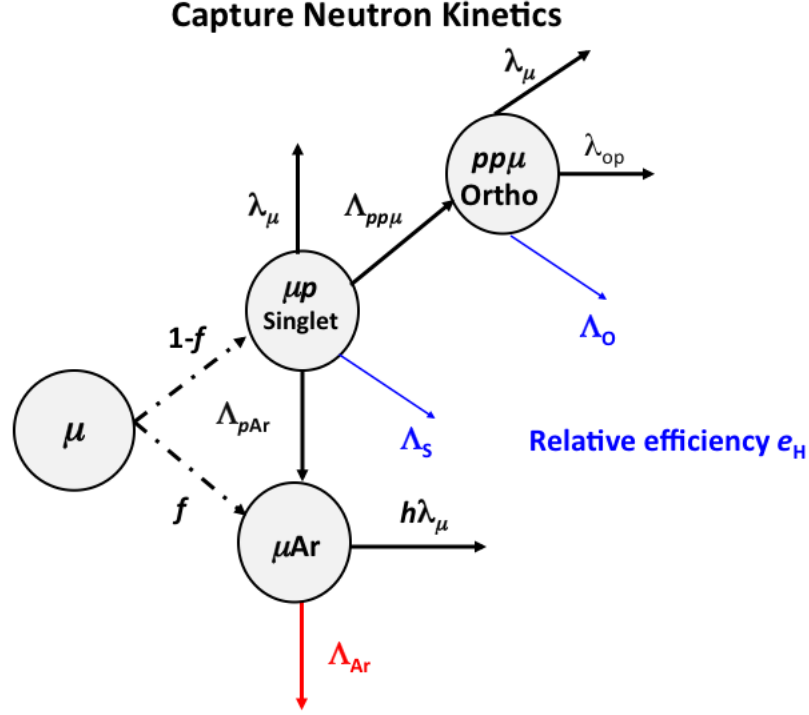 Capture Neutron Kinetics
λμ
ppμ
Ortho
λop
λμ
Λppμ
μp
Singlet
ΛO
1-f
ΛpAr
ΛS
Relative efficiency eH
μ
f
hλμ
μAr
ΛAr